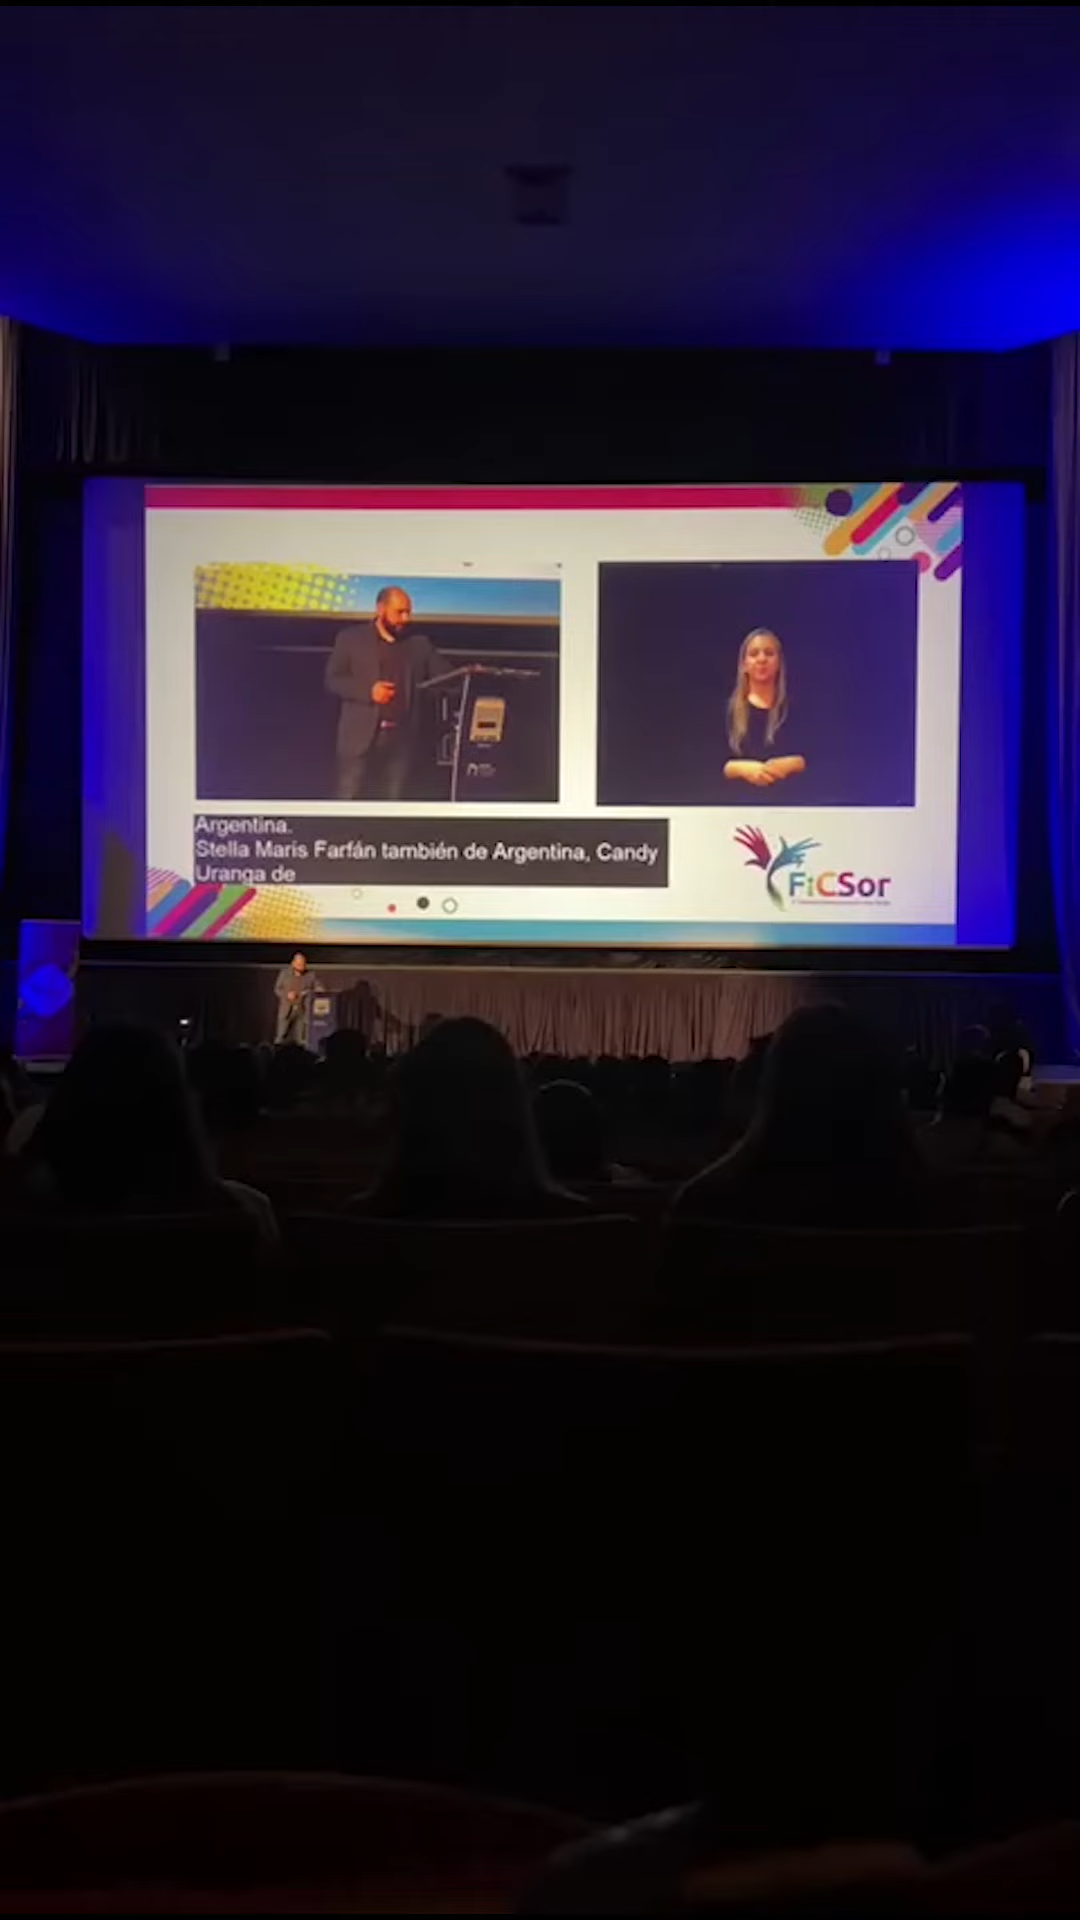 Argentina.
Stella Maris Farfán también de Argentina, Candy
Uranga de
FiCSor